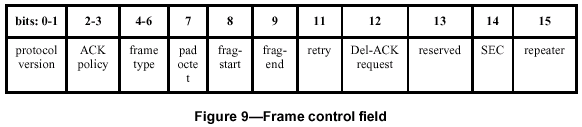 bits: 0-1 2-3 4-6 7 8 9 11 12 13 14 15
protocol version ACK policy frame type pad octe t frag- start frag- end retry Del-ACK request reserved SEC repeater
Figure 9—Frame control field